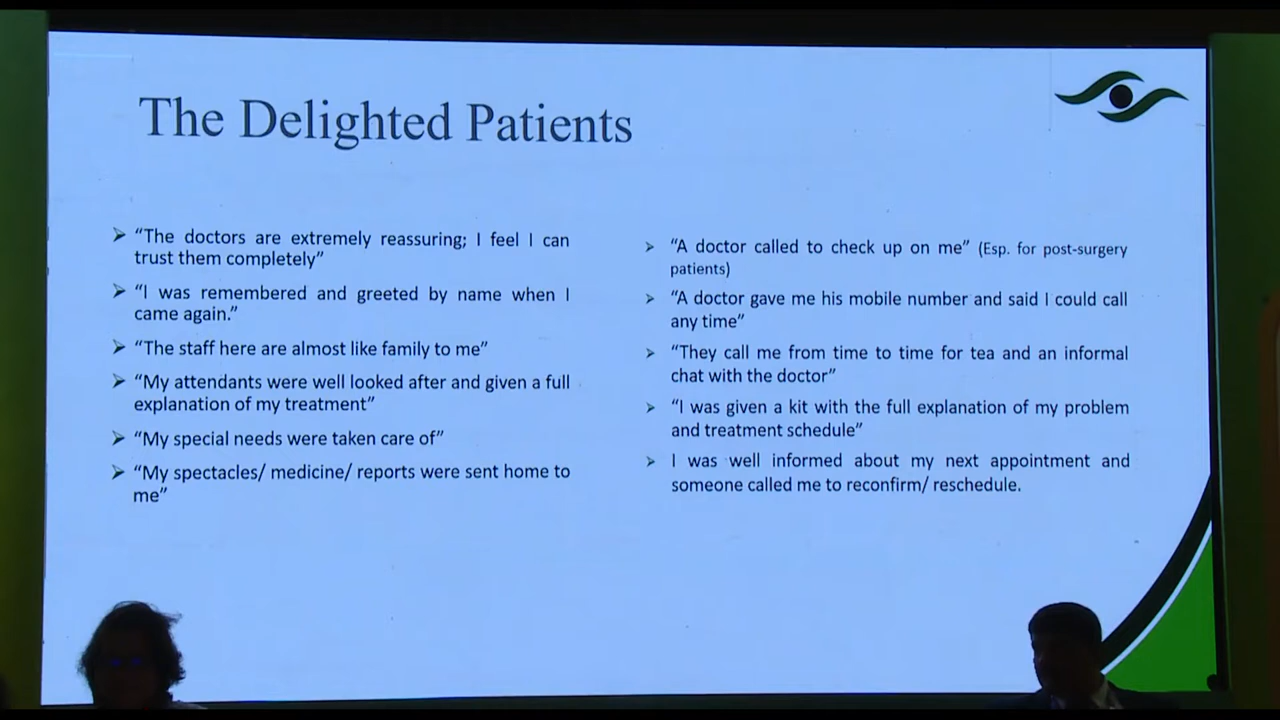 The Delighted Patients
➢ “The doctors are extremely reassuring; I feel I can
trust them completely”
➢ “I was remembered and greeted by name when I
came again.”
➢ “The staff here are almost like family to me”
➢ “My attendants were well looked after and given a full
explanation of my treatment”
➢ “My special needs were taken care of”
➢ “My spectacles/ medicine/ reports were sent home to
me”
➢ “A doctor called to check up on me” (Esp. for post-surgery
patients)
➢ “A doctor gave me his mobile number and said I could call
any time”
➢ “They call me from time to time for tea and an informal
chat with the doctor”
➢ “I was given a kit with the full explanation of my problem
and treatment schedule”
➢ I was well informed about my next appointment and
someone called me to reconfirm/ reschedule.